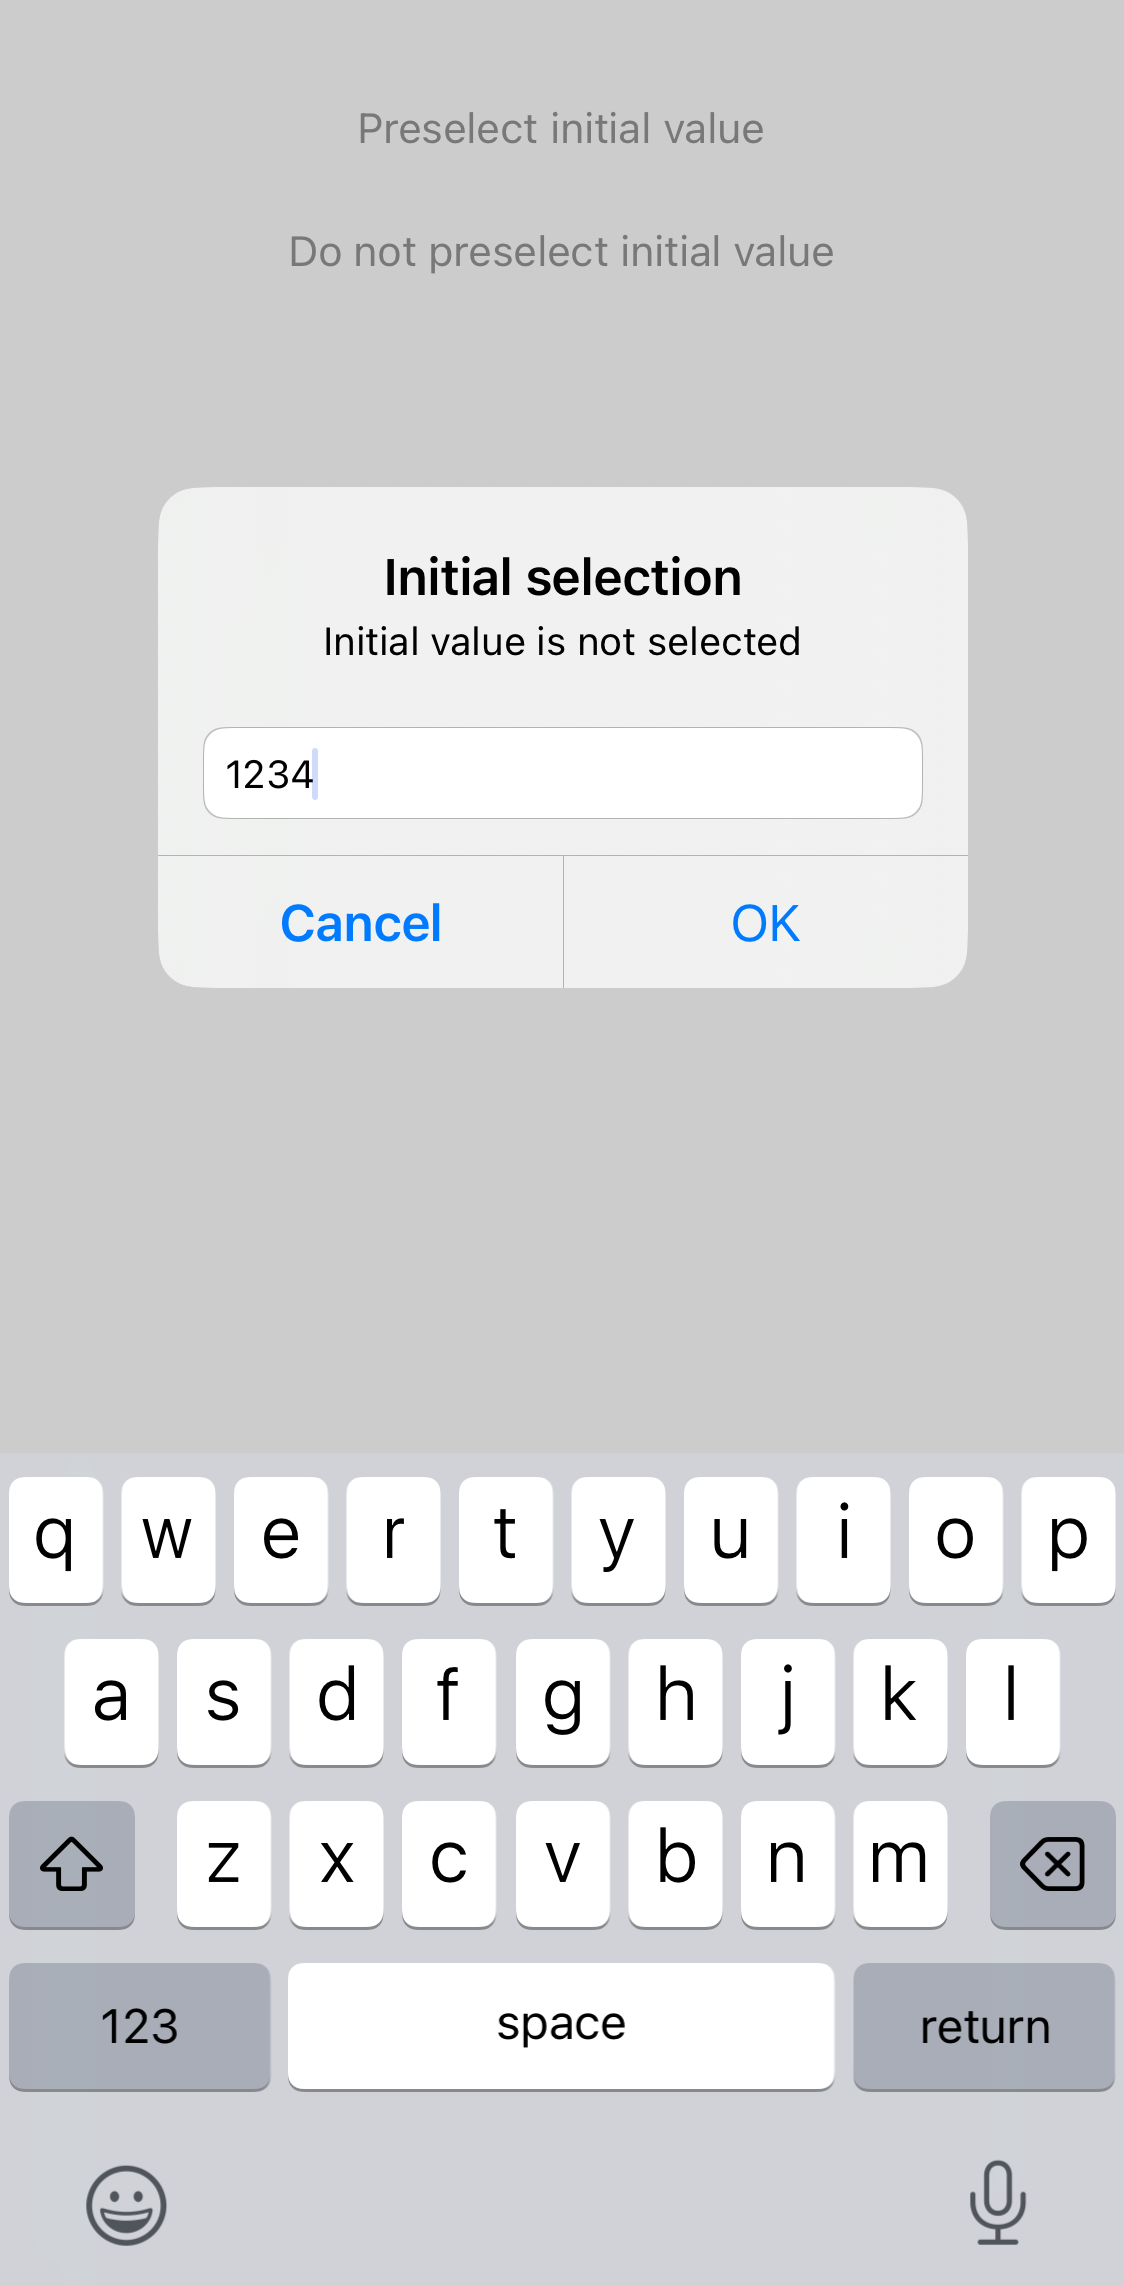 Preselect initial value
Do not preselect initial value
Initial selection
Initial value is not selected
1234
Cancel OK
q w e r t y u i o p
a s d f g h j k l
z x c v b n m
123 space return